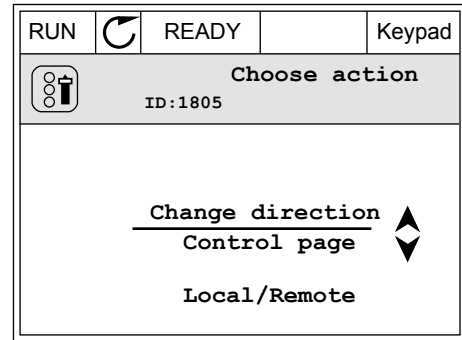 RUN READY Keypad
Choose action
ID:1805
Change direction
Control page
Local/Remote